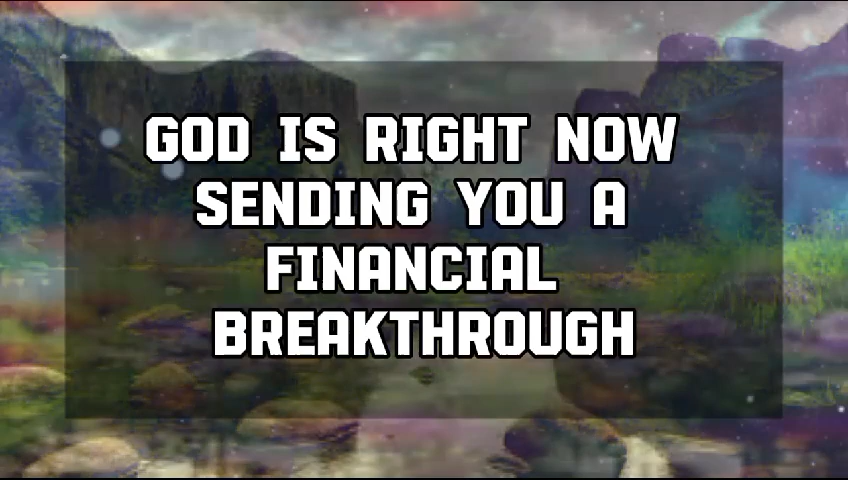 GOD IS RIGHT NOW
SENDING YOU A
FINANCIAL
BREAKTHROUGH